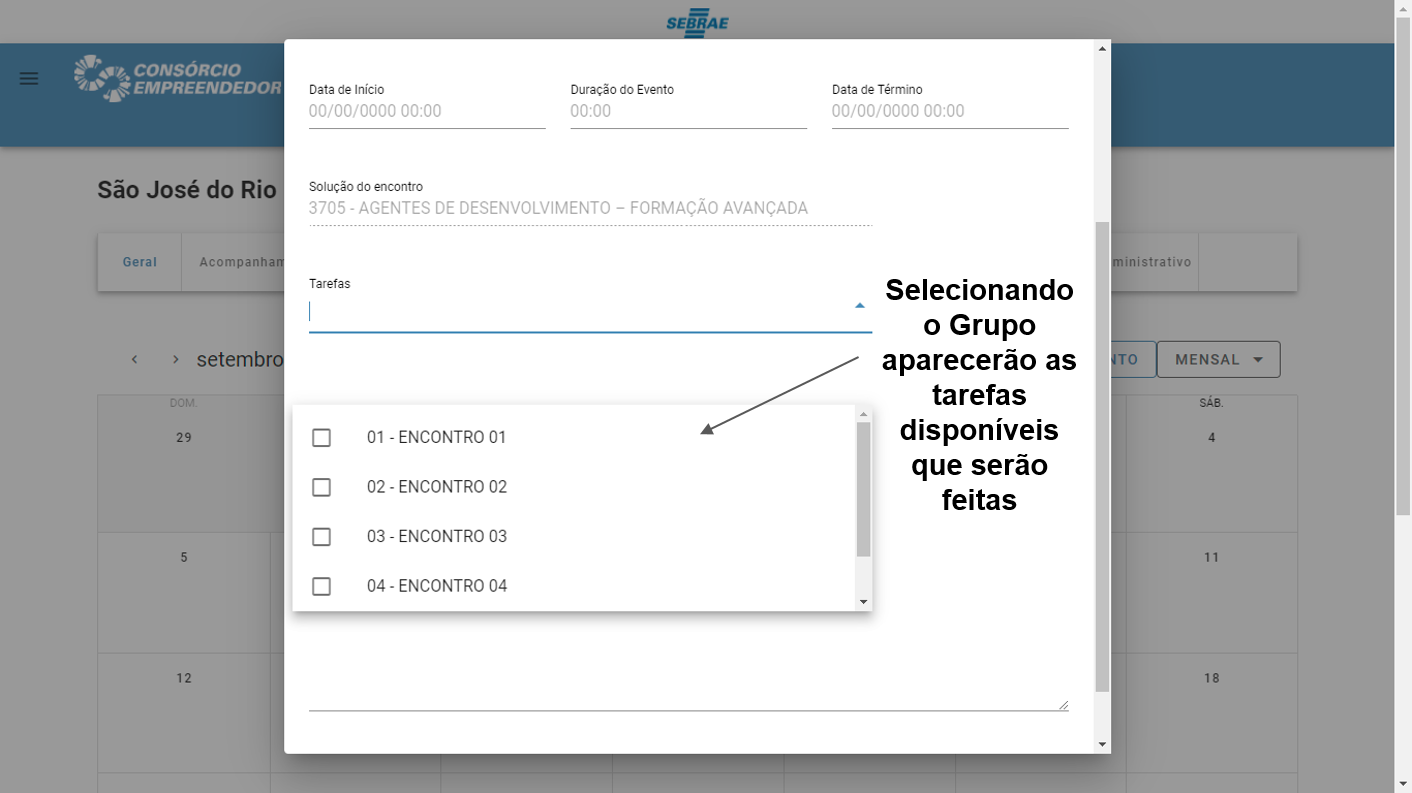 SEBRAE
CONSÓRCIO
EMPREENDEDOR
Data de Início
00/00/0000 00:00
Duração do Evento
00:00
Data de Término
00/00/0000 00:00
São José do Rio
Solução do encontro
3705 - AGENTES DE DESENVOLVIMENTO – FORMAÇÃO AVANÇADA
Geral
Acompanham
ministrativo
Tarefas
Selecionando
o Grupo
aparecerão as
tarefas
disponíveis
que serão
feitas
setembro
NTO
MENSAL
DOM.
SÁB.
29
4
01 - ENCONTRO 01
02 - ENCONTRO 02
03 - ENCONTRO 03
04 - ENCONTRO 04
5
11
12
18